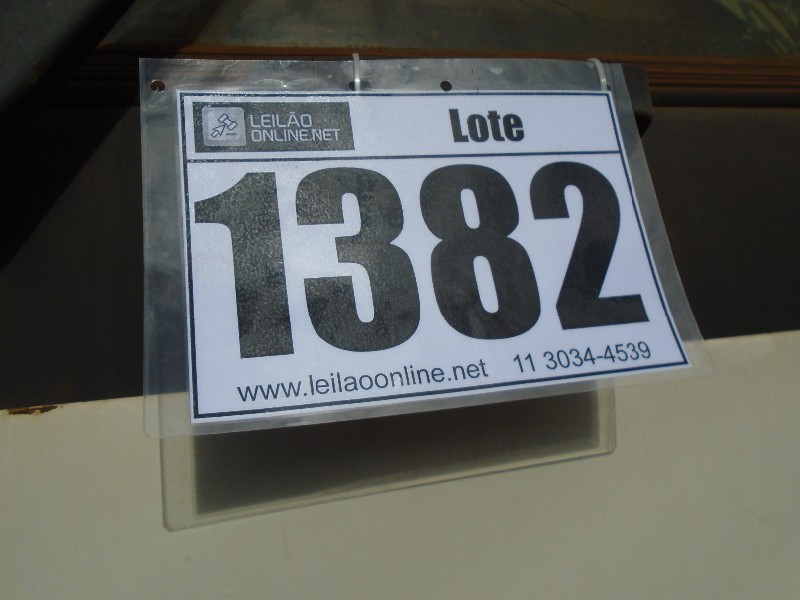 LEILÃO
ONLINE.NET
Lote
1382
www.leilaoonline.net 11 3034-4539